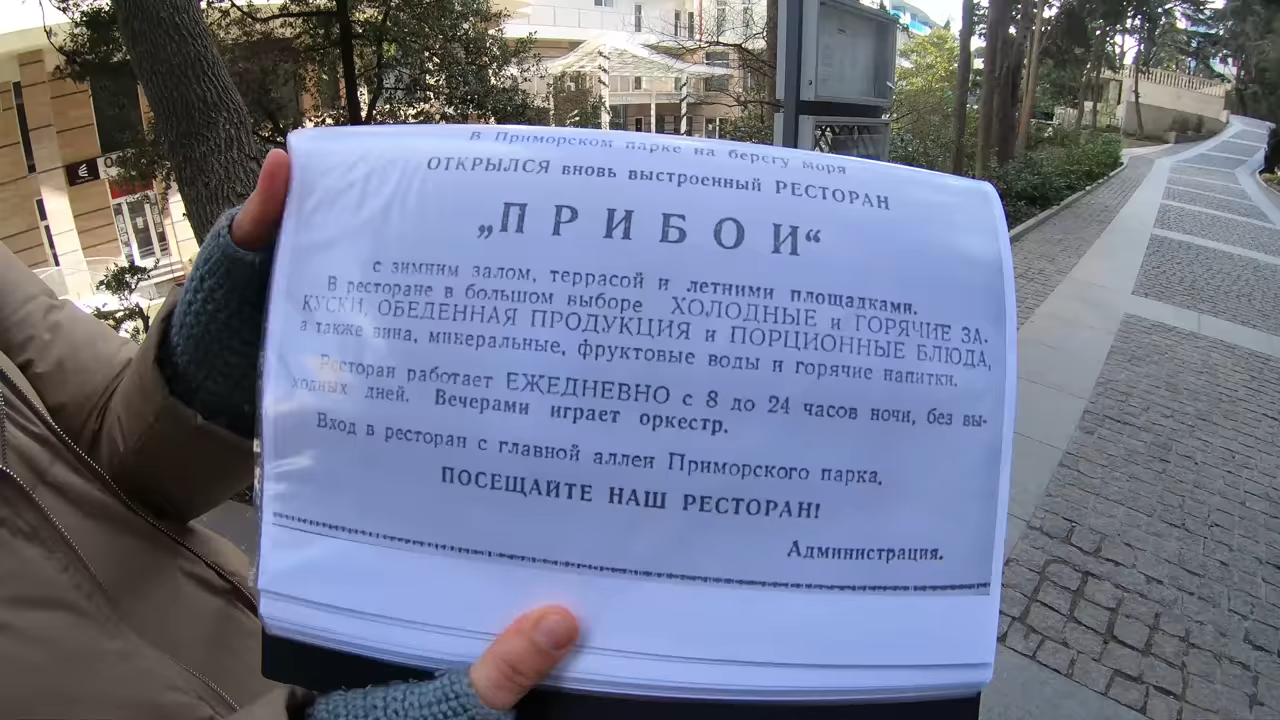 В Приморском парке на берегу моря
ОТКРЫЛСЯ вновь выстроенный РЕСТОРАН
„ПРИБОЙ“
с зимним залом, террасой и летними площадками.
В ресторане в большом выборе ХОЛОДНЫЕ и ГОРЯЧИЕ ЗА-
КУСКИ, ОБЕДЕННАЯ ПРОДУКЦИЯ и ПОРЦИОННЫЕ БЛЮДА,
а также вина, минеральные, фруктовые воды и горячие напитки.
Ресторан работает ЕЖЕДНЕВНО с 8 до 24 часов ночи, без вы-
ходных дней. Вечерами играет оркестр.
Вход в ресторан с главной аллеи Приморского парка.
ПОСЕЩАЙТЕ НАШ РЕСТОРАН!
Администрация.